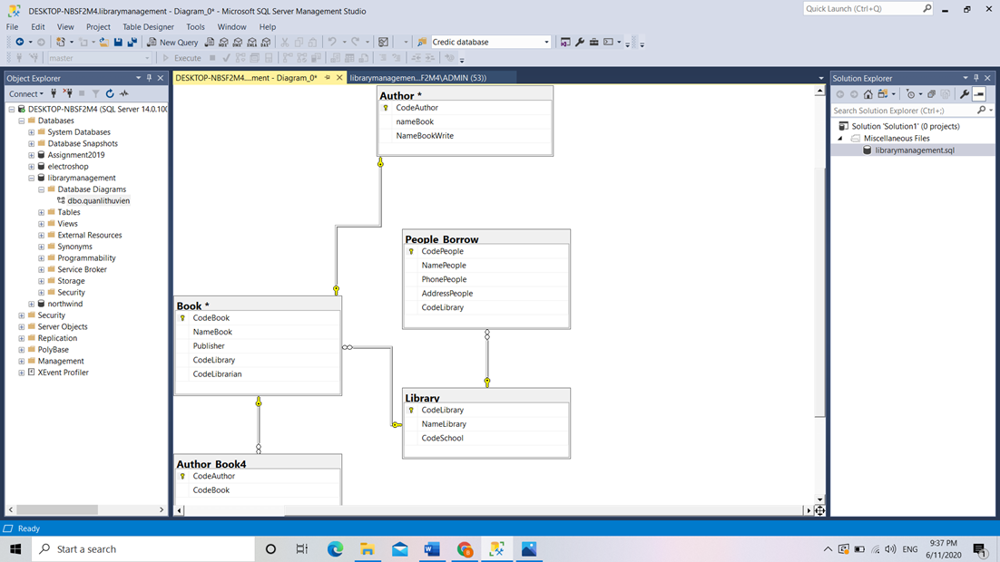 DESKTOP-NBSF2M4.librarymanagement - Diagram_0* - Microsoft SQL Server Management Studio
Quick Launch (Ctrl+Q)
File Edit View Project Table Designer Tools Window Help
New Query
Credic database
master
Execute
Object Explorer
DESKTOP-NBSF2M4....ment - Diagram_0*
librarymanagemen...F2M4\ADMIN (53))
Solution Explorer
Connect
DESKTOP-NBSF2M4 (SQL Server 14.0.100
Databases
System Databases
Database Snapshots
Assignment2019
electroshop
librarymanagement
Database Diagrams
dbo.quanlithuvien
Tables
Views
External Resources
Synonyms
Programmability
Service Broker
Storage
Security
northwind
Security
Server Objects
Replication
PolyBase
Management
XEvent Profiler
Author *
CodeAuthor
nameBook
NameBookWrite
People_Borrow
CodePeople
NamePeople
PhonePeople
AddressPeople
CodeLibrary
Book *
CodeBook
NameBook
Publisher
CodeLibrary
CodeLibrarian
Library
CodeLibrary
NameLibrary
CodeSchool
Author_Book4
CodeAuthor
CodeBook
Search Solution Explorer (Ctrl+;)
Solution 'Solution1' (0 projects)
Miscellaneous Files
librarymanagement.sql
Ready
Start a search
ENG
9:37 PM
6/11/2020
1